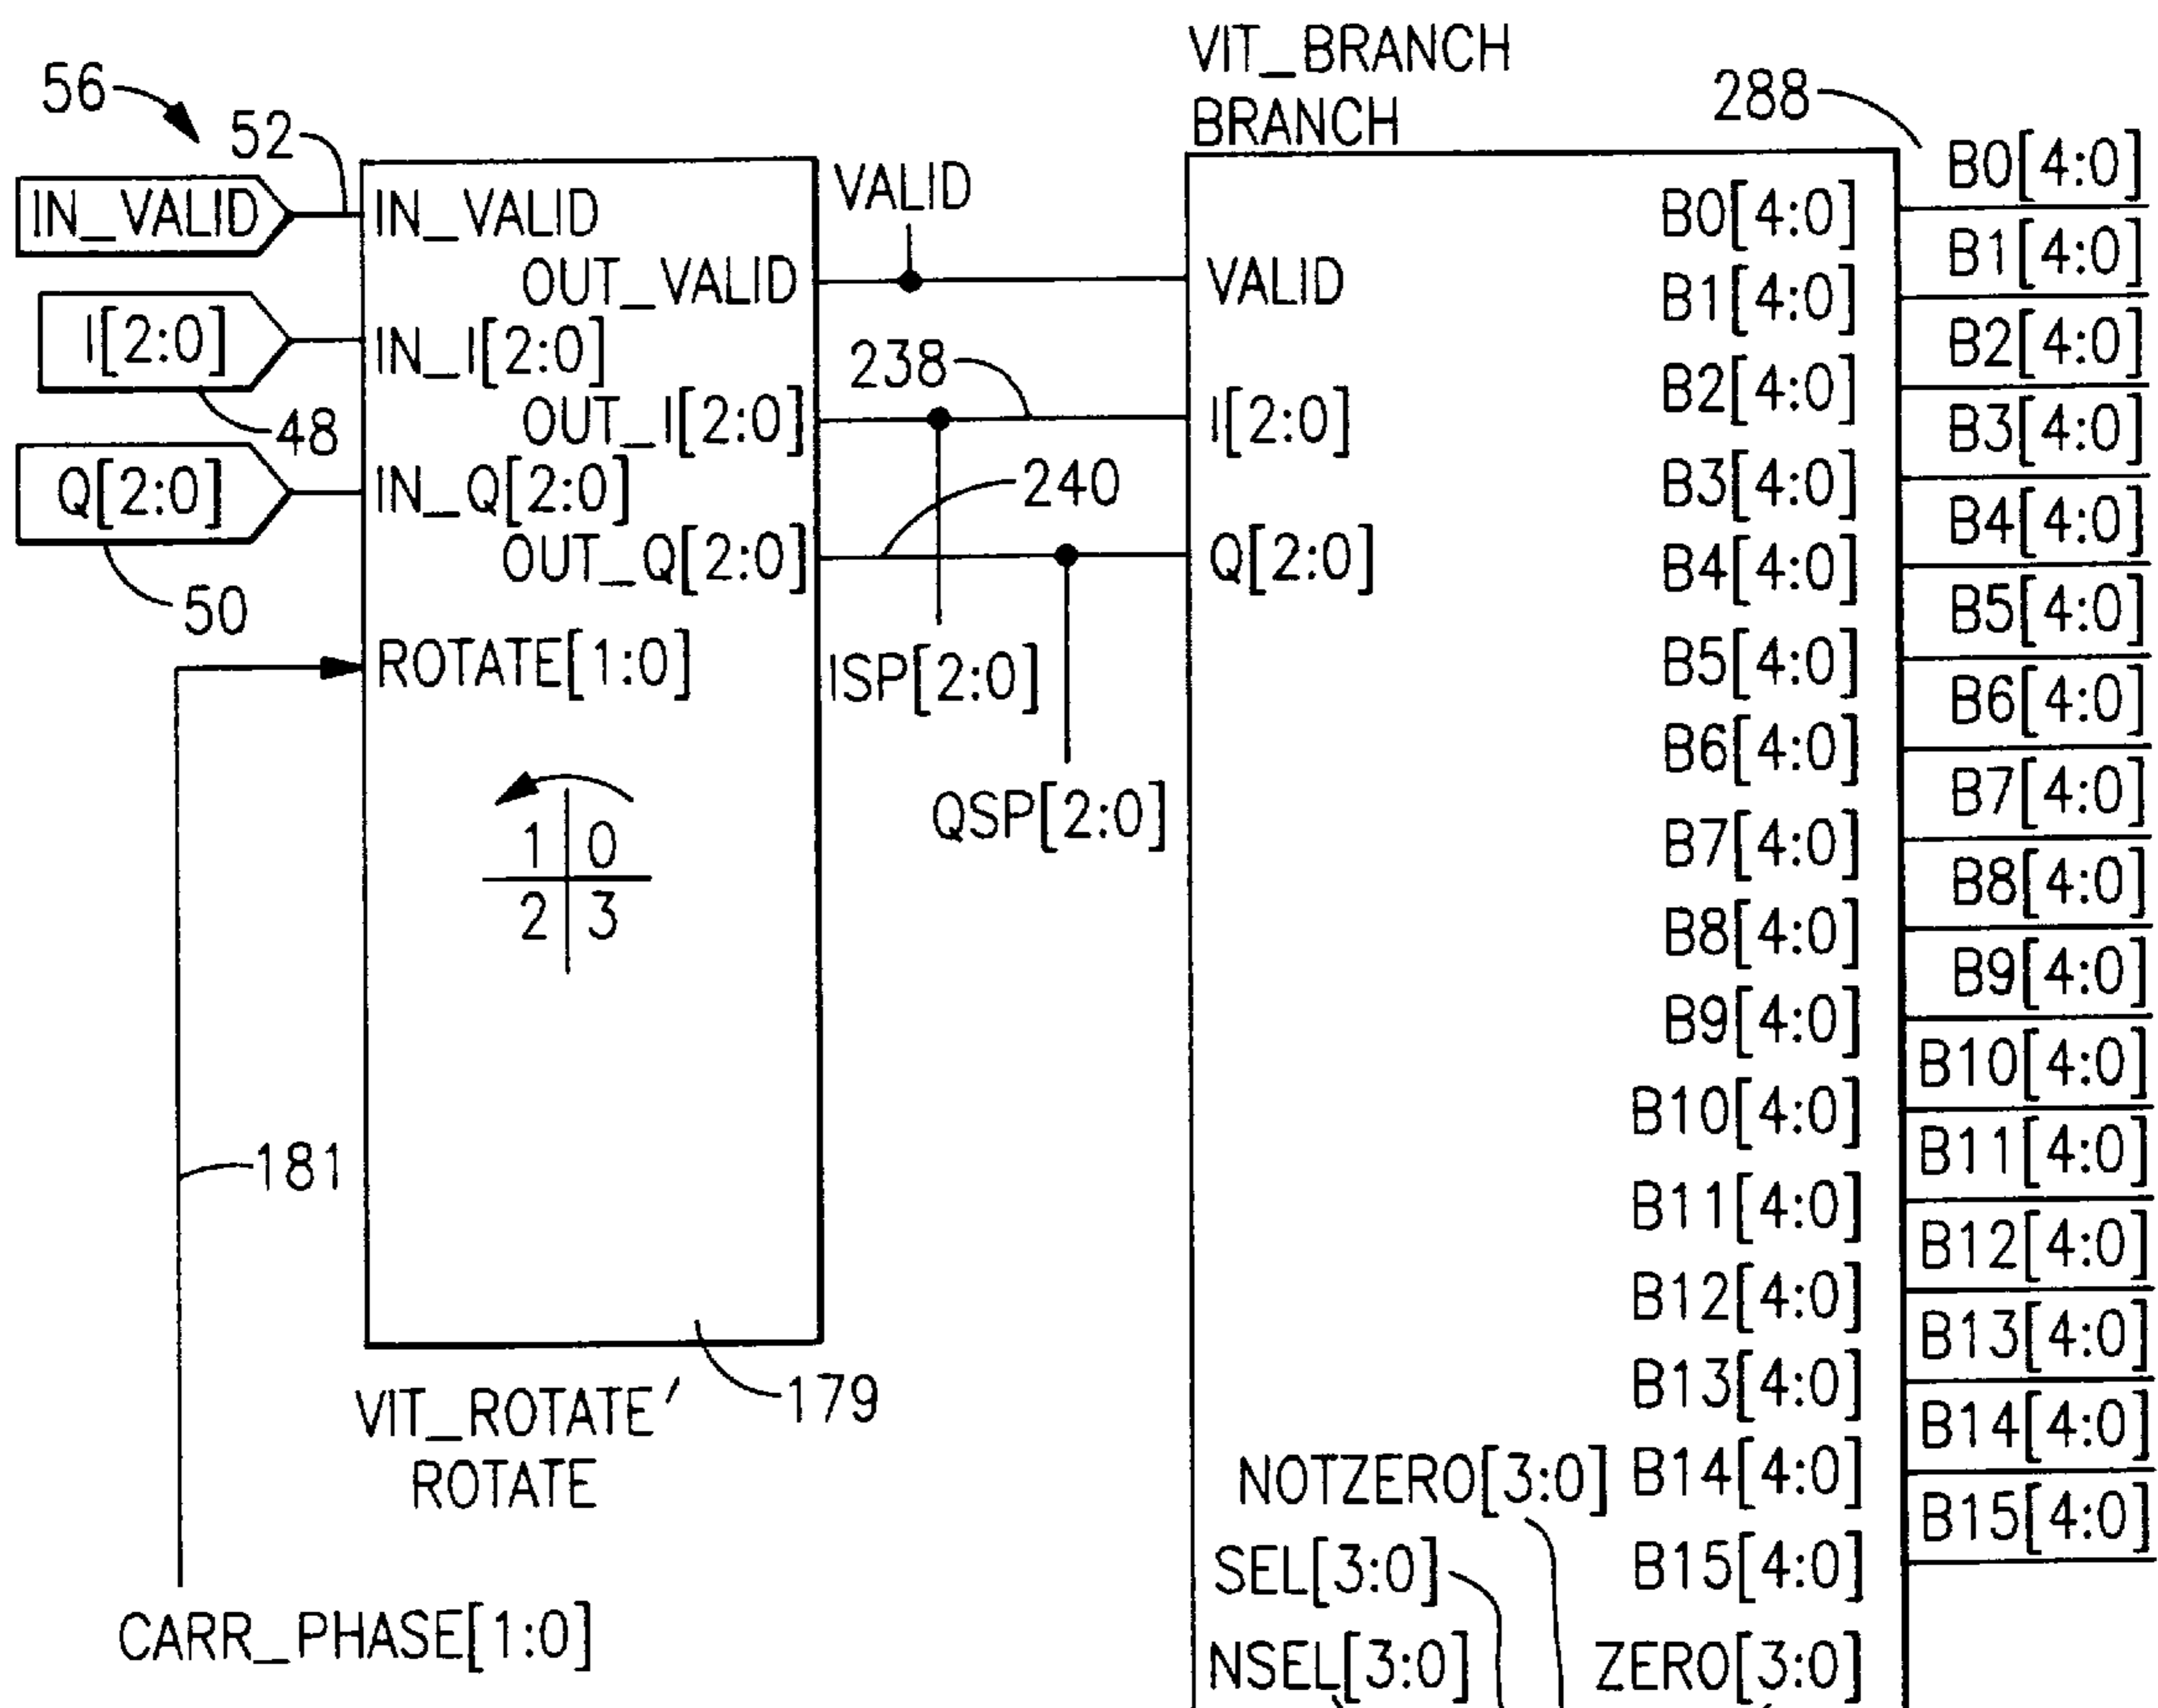 VIT_BRANCH
BRANCH
56
52
288
IN_VALID
IN_VALID
VALID
B0[4:0]
B0[4:0]
OUT_VALID
VALID
B1[4:0]
B1[4:0]
I[2:0]
IN_I[2:0]
238
B2[4:0]
B2[4:0]
48
OUT_I[2:0]
I[2:0]
B3[4:0]
B3[4:0]
Q[2:0]
IN_Q[2:0]
240
B4[4:0]
B4[4:0]
OUT_Q[2:0]
Q[2:0]
50
B5[4:0]
B5[4:0]
ROTATE[1:0]
ISP[2:0]
B6[4:0]
B6[4:0]
QSP[2:0]
B7[4:0]
B7[4:0]
1 0
2 3
B8[4:0]
B8[4:0]
B9[4:0]
B9[4:0]
B10[4:0]
B10[4:0]
181
B11[4:0]
B11[4:0]
B12[4:0]
B12[4:0]
B13[4:0]
B13[4:0]
179
VIT_ROTATE'
ROTATE
B14[4:0]
B14[4:0]
NOTZERO[3:0]
B15[4:0]
B15[4:0]
SEL[3:0]
CARR_PHASE[1:0]
NSEL[3:0]
ZERO[3:0]